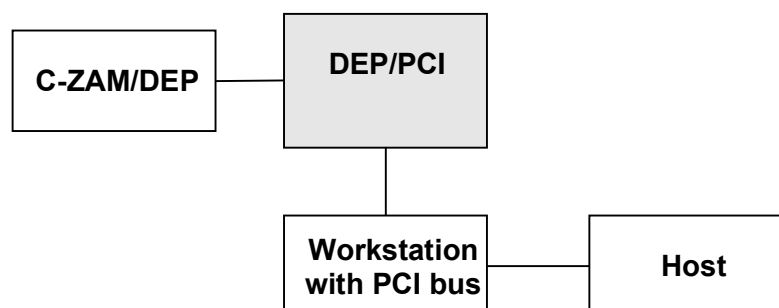 C-ZAM/DEP
DEP/PCI
Workstation
with PCI bus
Host